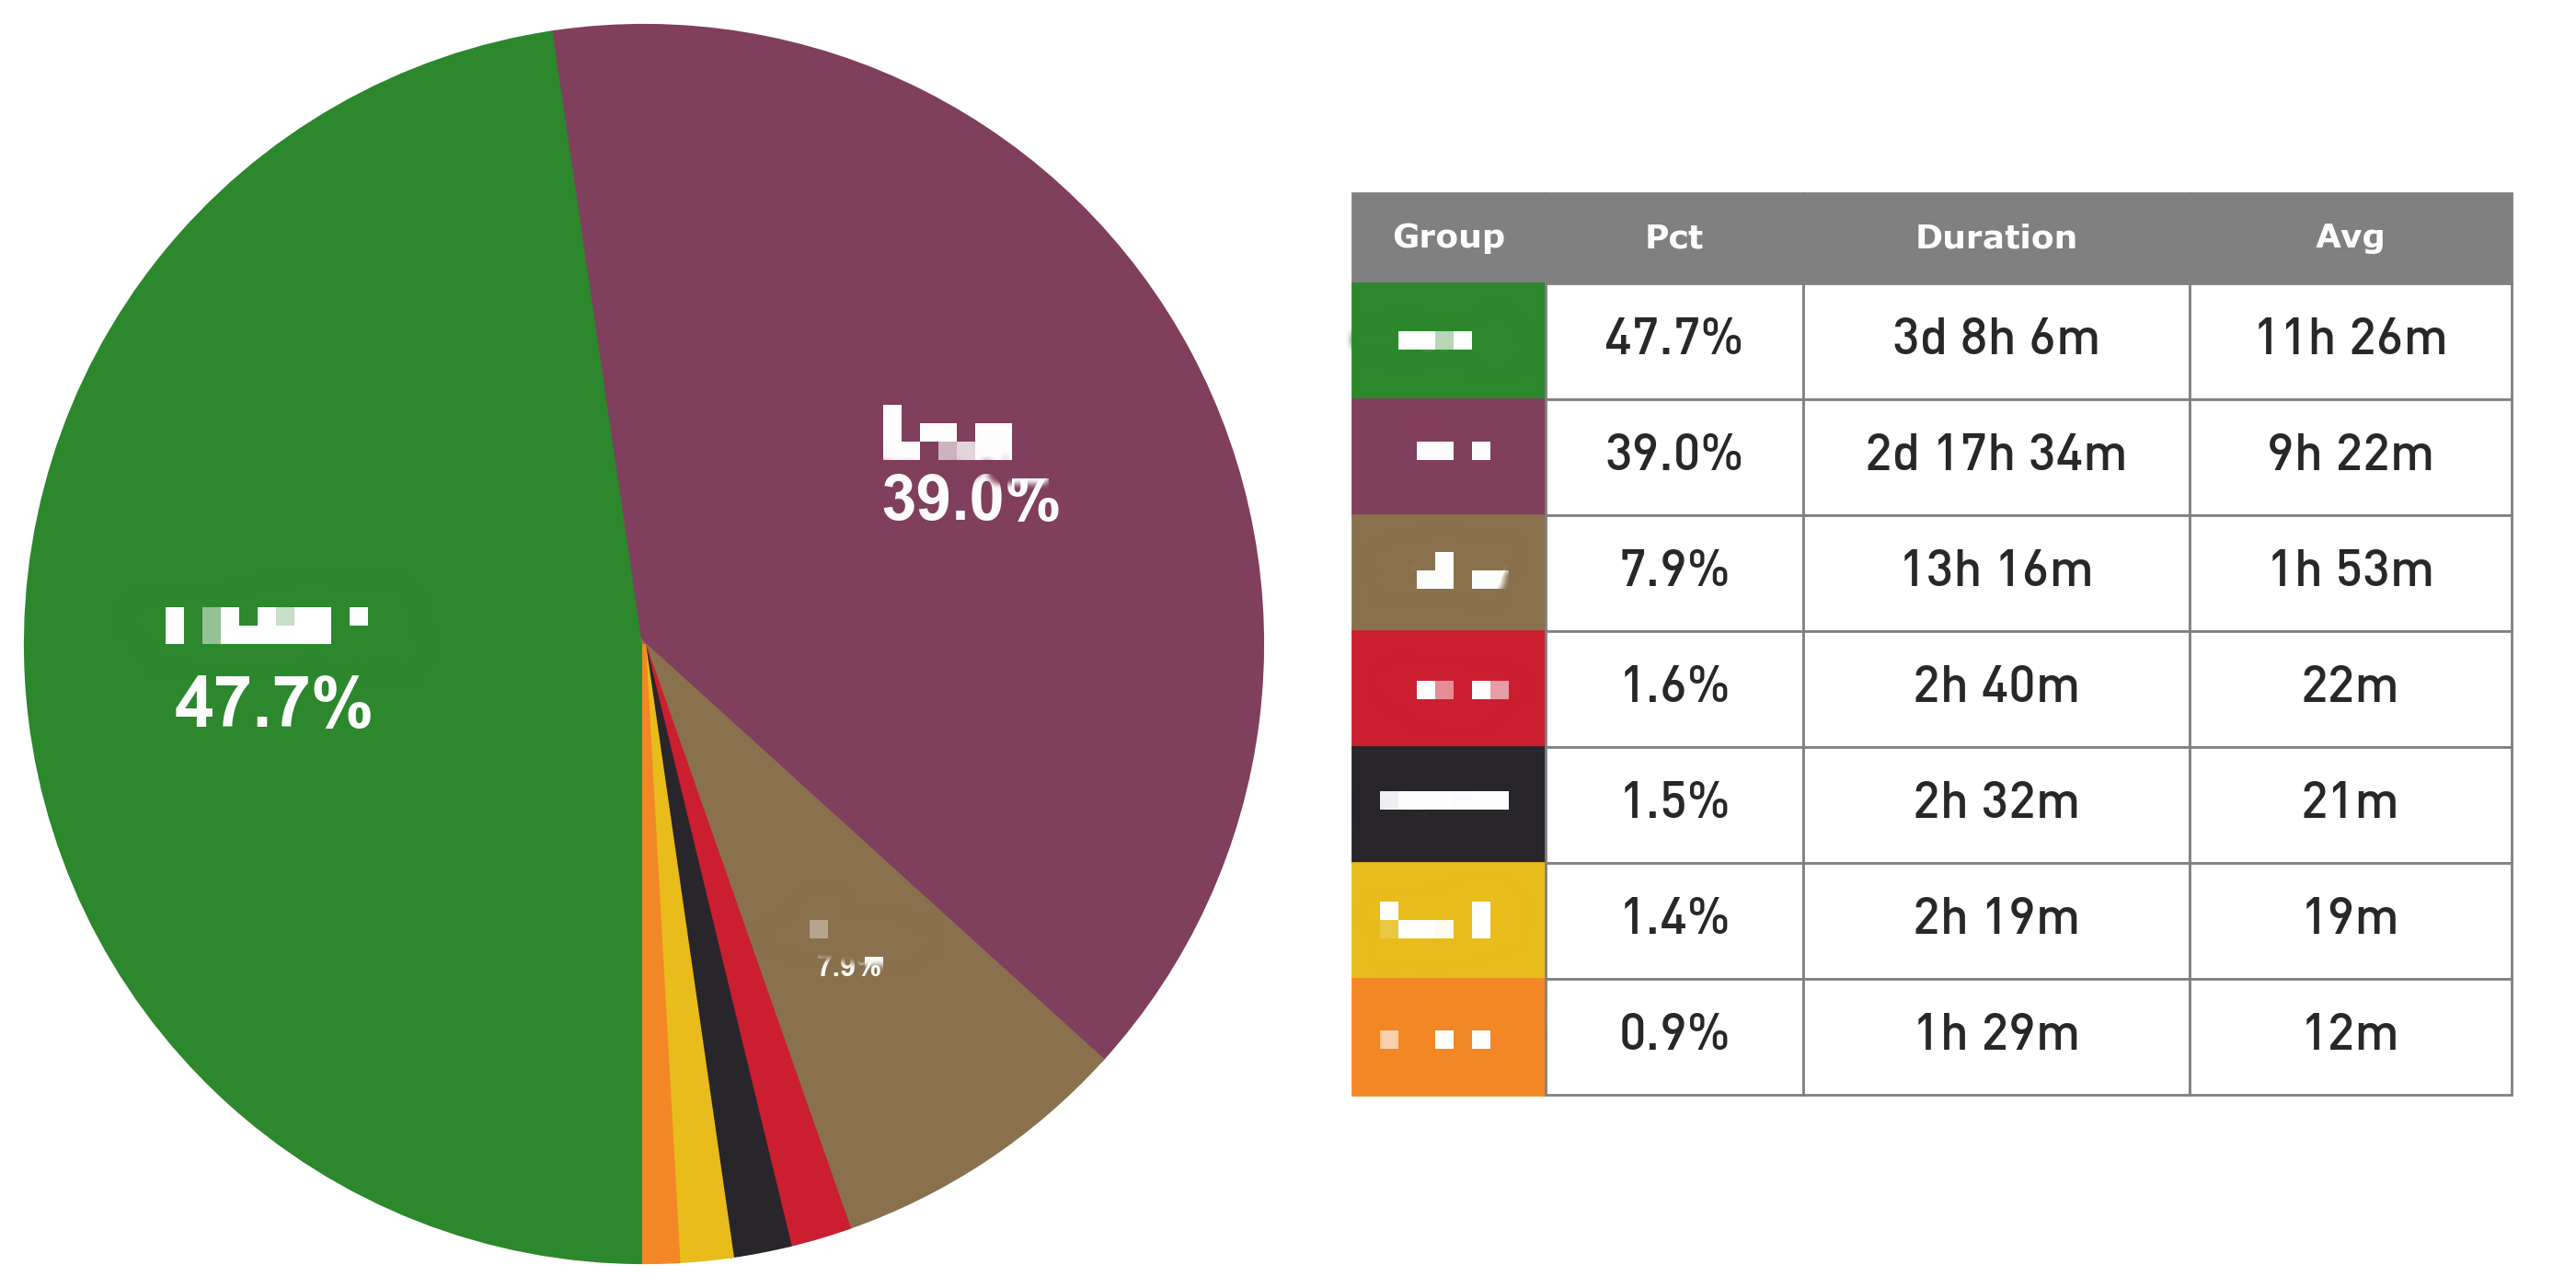 39.0%
47.7%
7.9%
Group Pct Duration Avg
47.7% 3d 8h 6m 11h 26m
39.0% 2d 17h 34m 9h 22m
7.9% 13h 16m 1h 53m
1.6% 2h 40m 22m
1.5% 2h 32m 21m
1.4% 2h 19m 19m
0.9% 1h 29m 12m